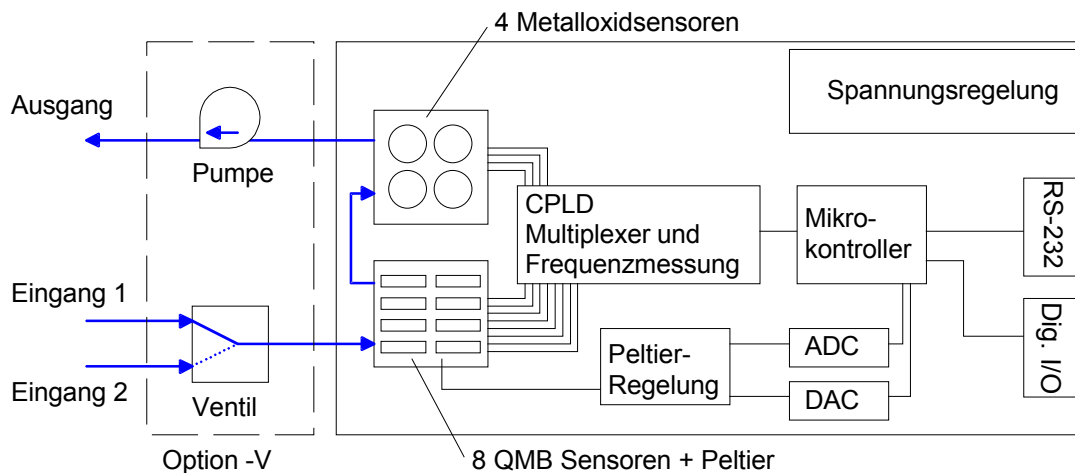 4 Metalloxidsensoren
Spannungsregelung
Ausgang
Pumpe
CPLD
Multiplexer und
Frequenzmessung
Mikro-
kontroller
RS-232
Eingang 1
Eingang 2
Ventil
Peltier-
Regelung
ADC
DAC
Dig. I/O
Option -V
8 QMB Sensoren + Peltier